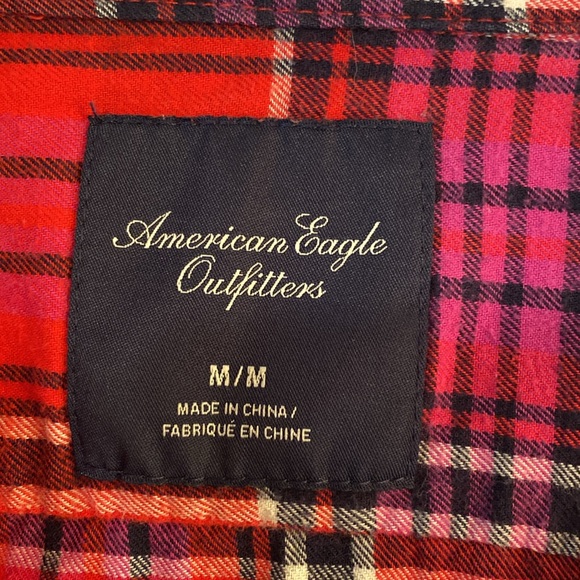 American Eagle
Outfitters
M/M
MADE IN CHINA/
FABRIQUÉ EN CHINE